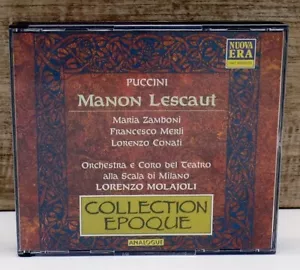 NUOVA
ERA
PUCCINI
Manon Lescaut
Maria Zamboni
Francesco Merli
Lorenzo Conati
Orchestra e Coro del Teatro
alla Scala di Milano
LORENZO MOLAJOLI
COLLECTION
EPOQUE
ANALOGUE